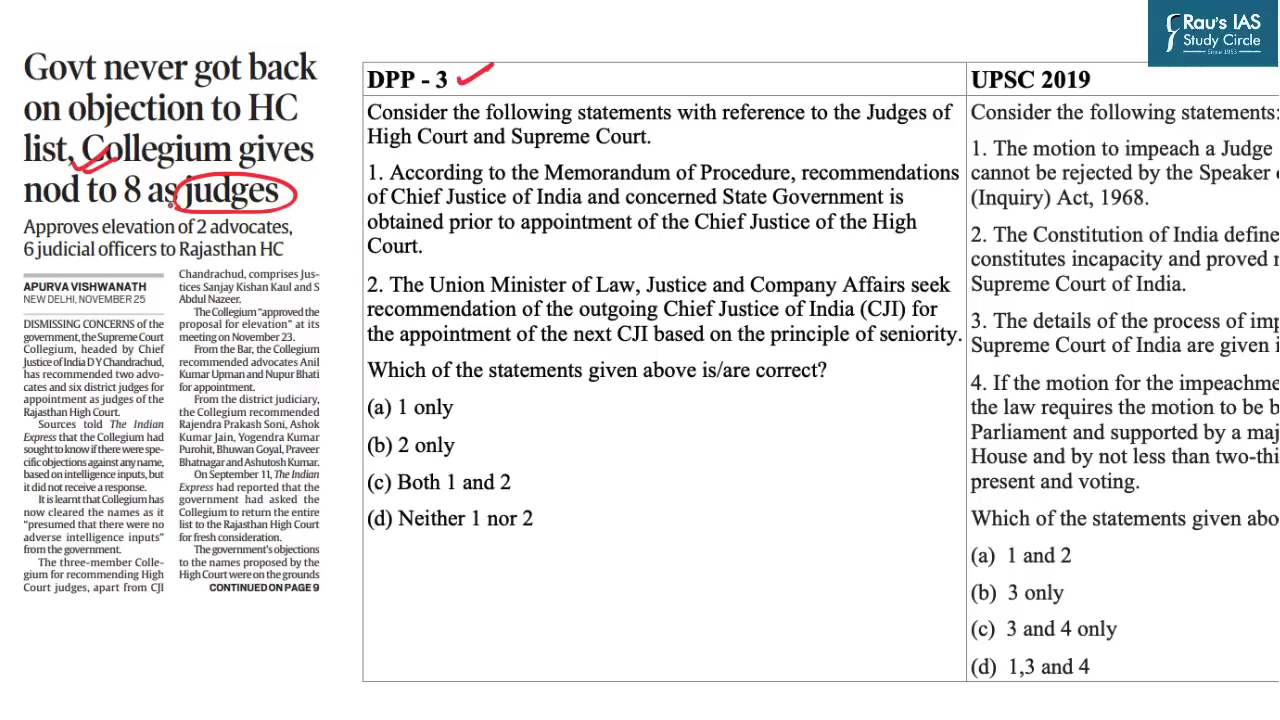 Rau's IAS
Study Circle
Since 1953
Govt never got back
on objection to HC
list, Collegium gives
nod to 8 as judges
Approves elevation of 2 advocates,
6 judicial officers to Rajasthan HC
APURVA VISHWANATH
NEW DELHI, NOVEMBER 25
DISMISSING CONCERNS of the
government, the Supreme Court
Collegium, headed by Chief
Justice of India D Y Chandrachud,
has recommended two advo-
cates and six district judges for
appointment as judges of the
Rajasthan High Court.
Sources told The Indian
Express that the Collegium had
sought to know if there were spe-
cific objections against any name,
based on intelligence inputs, but
it did not receive a response.
It is learnt that Collegium has
now cleared the names as it
“presumed that there were no
adverse intelligence inputs”
from the government.
The three-member Colle-
gium for recommending High
Court judges, apart from CJI
Chandrachud, comprises Jus-
tices Sanjay Kishan Kaul and S
Abdul Nazeer.
The Collegium “approved the
proposal for elevation” at its
meeting on November 23.
From the Bar, the Collegium
recommended advocates Anil
Kumar Upman and Nupur Bhati
for appointment.
From the district judiciary,
the Collegium recommended
Rajendra Prakash Soni, Ashok
Kumar Jain, Yogendra Kumar
Purohit, Bhuwan Goyal, Praveer
Bhatnagar and Ashutosh Kumar.
On September 11, The Indian
Express had reported that the
government had asked the
Collegium to return the entire
list to the Rajasthan High Court
for fresh consideration.
The government's objections
to the names proposed by the
High Court were on the grounds
CONTINUED ON PAGE 9
DPP - 3
Consider the following statements with reference to the Judges of
High Court and Supreme Court.
1. According to the Memorandum of Procedure, recommendations
of Chief Justice of India and concerned State Government is
obtained prior to appointment of the Chief Justice of the High
Court.
2. The Union Minister of Law, Justice and Company Affairs seek
recommendation of the outgoing Chief Justice of India (CJI) for
the appointment of the next CJI based on the principle of seniority.
Which of the statements given above is/are correct?
(a) 1 only
(b) 2 only
(c) Both 1 and 2
(d) Neither 1 nor 2
UPSC 2019
Consider the following statements:
1. The motion to impeach a Judge
cannot be rejected by the Speaker
(Inquiry) Act, 1968.
2. The Constitution of India define
constitutes incapacity and proved
Supreme Court of India.
3. The details of the process of imp
Supreme Court of India are given
4. If the motion for the impeachme
the law requires the motion to be b
Parliament and supported by a maj
House and by not less than two-thi
present and voting.
Which of the statements given abo
(a) 1 and 2
(b) 3 only
(c) 3 and 4 only
(d) 1,3 and 4